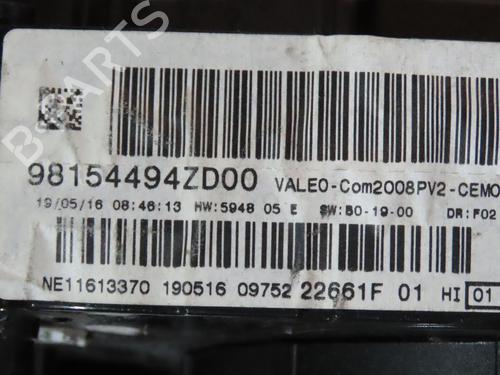 98154494ZD00 VALEO-Com2008PV2-CEMO
19/05/16 08:46:13 HW:5948 05 E SW:80-19-00 DR:F02
NE11613370 190516 09752 22661F 01 HI 01
B-PARTS